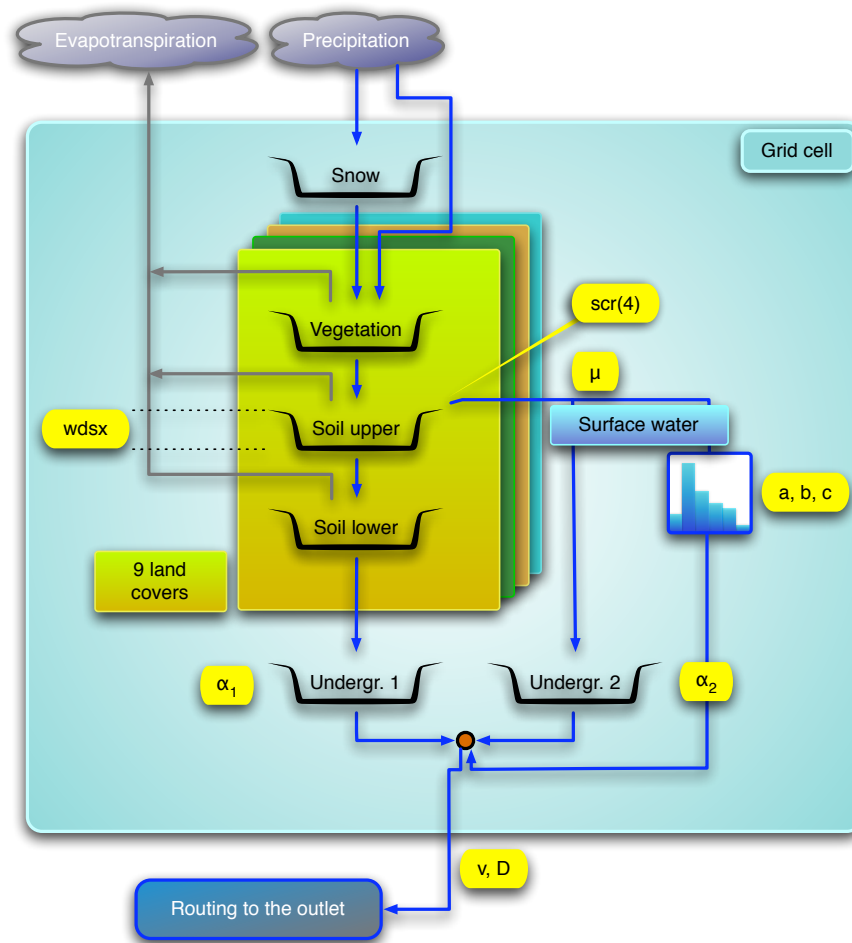 Evapotranspiration
Precipitation
Grid cell
Snow
scr(4)
Vegetation
μ
wdsx
Soil upper
Surface water
a, b, c
Soil lower
9 land
covers
α1
Undergr. 1
Undergr. 2
α2
v, D
Routing to the outlet